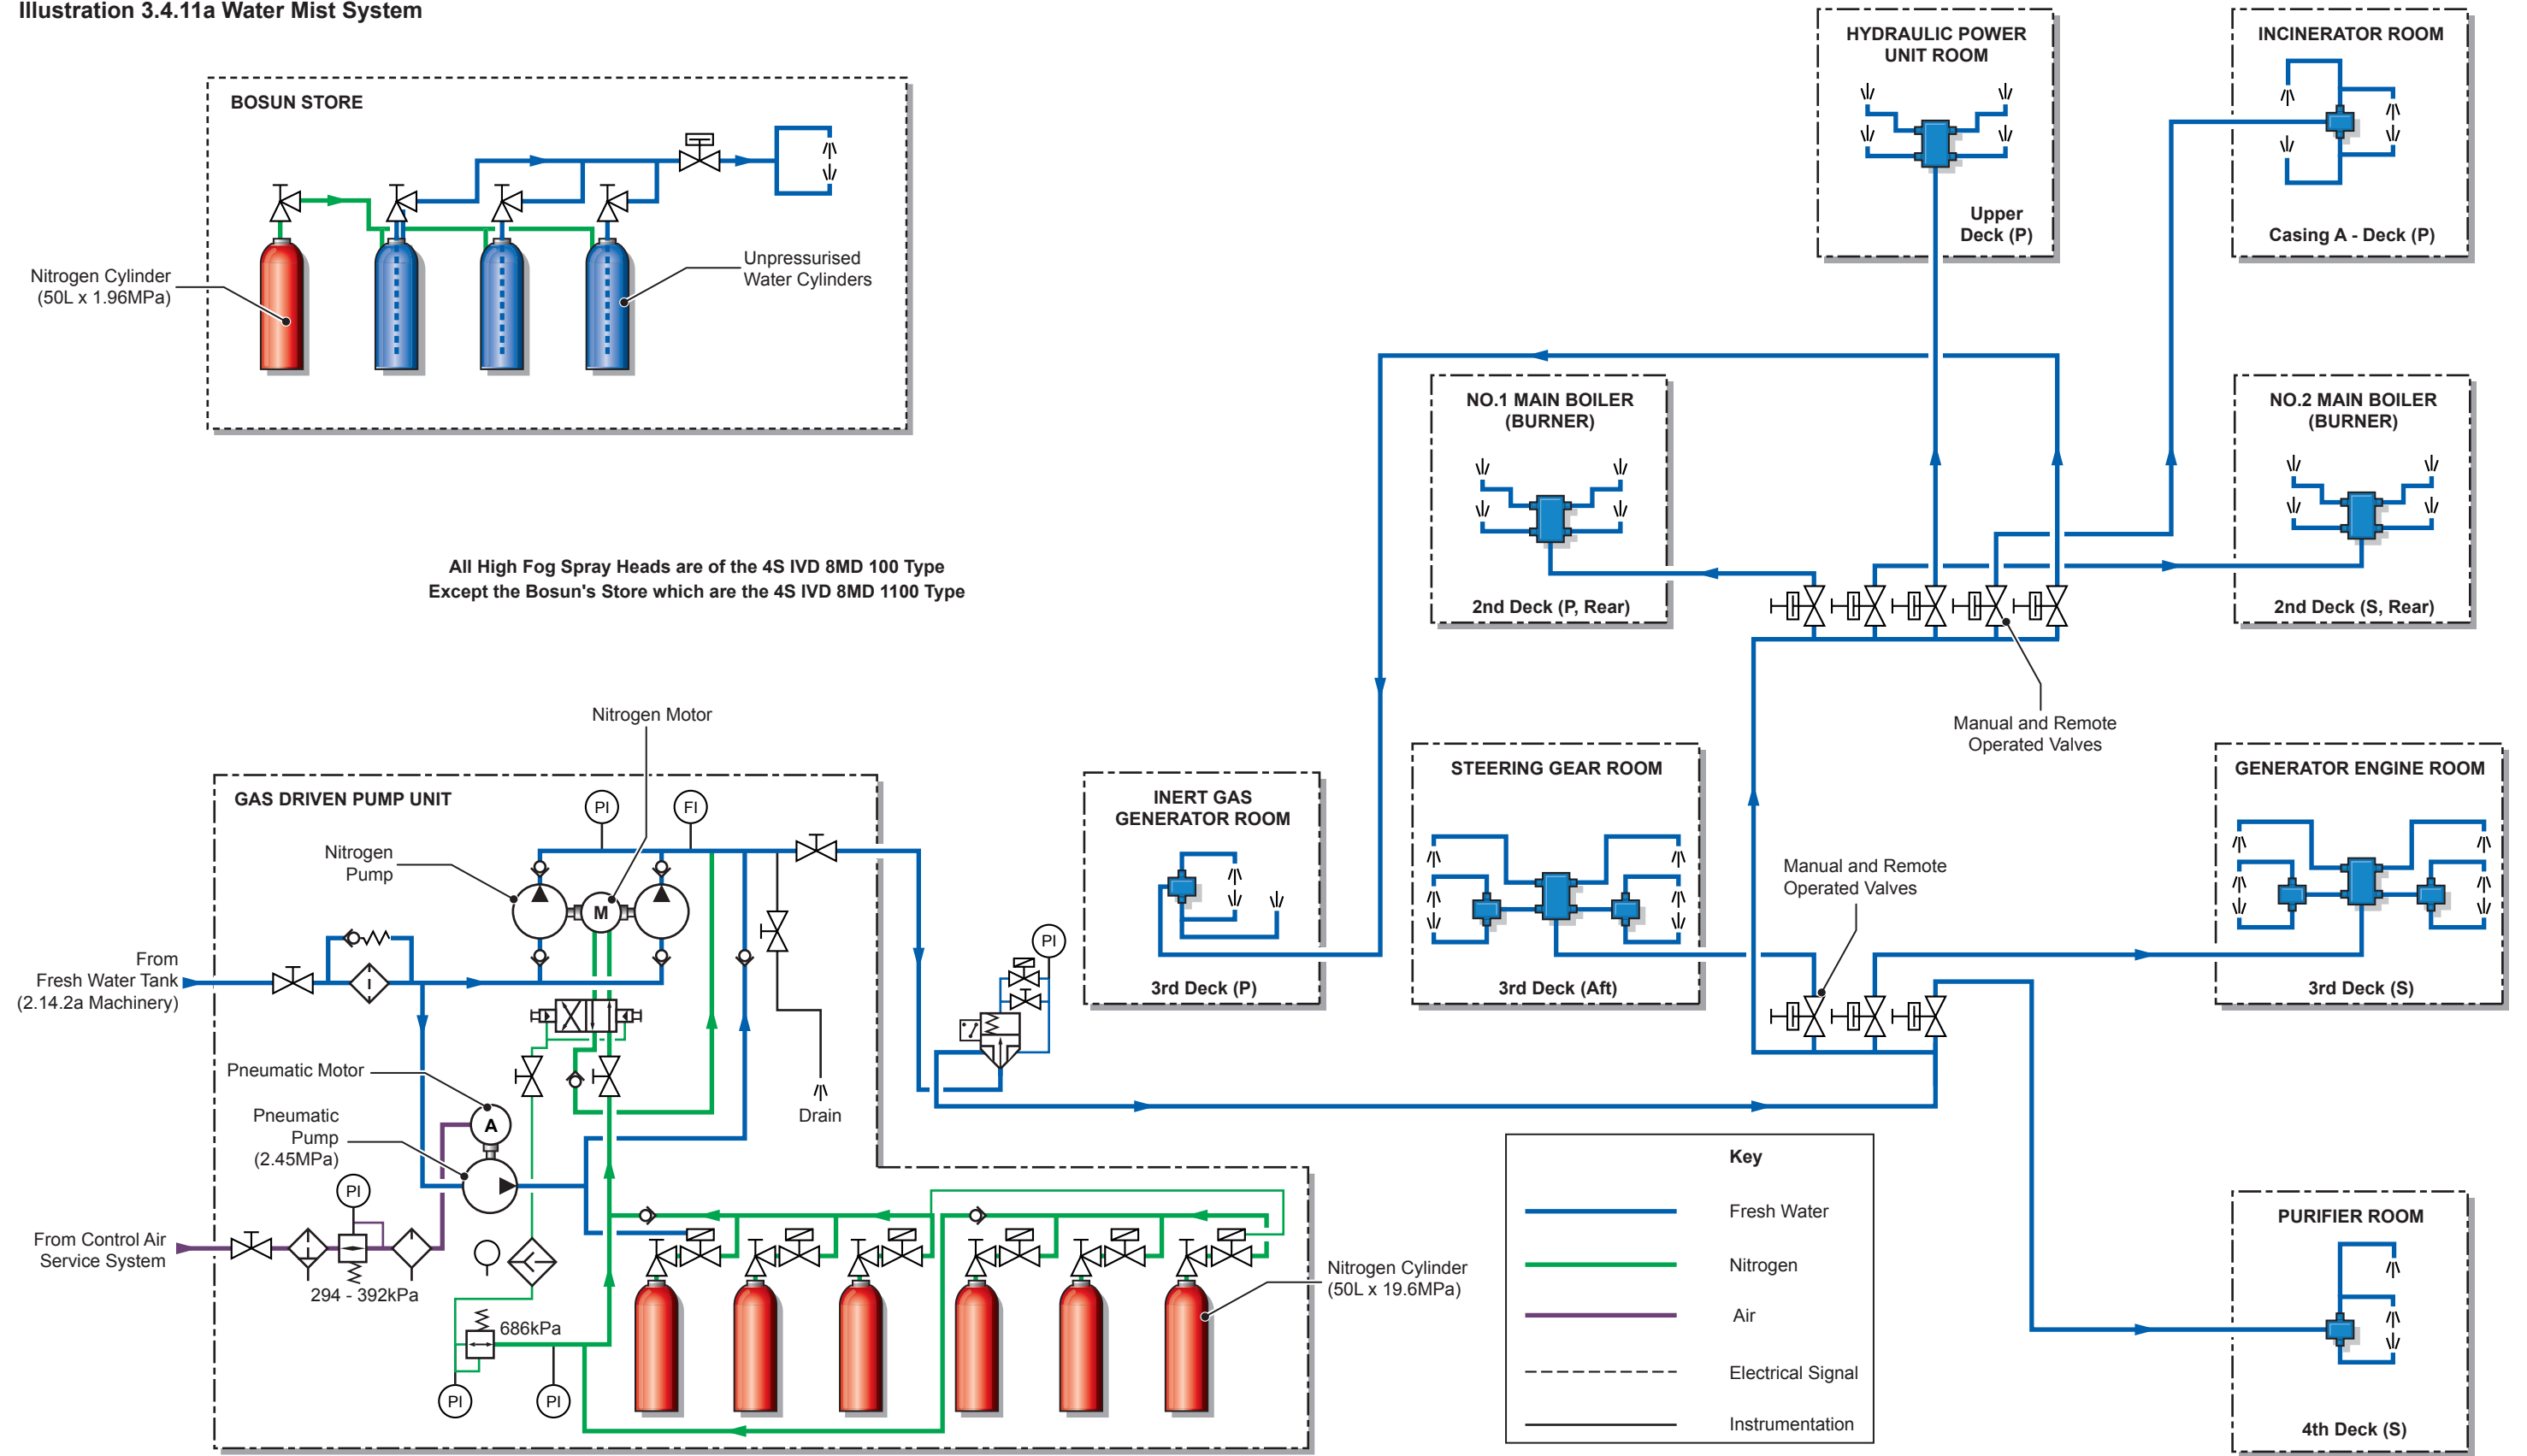 Illustration 3.4.11a Water Mist System
BOSUN STORE
Nitrogen Cylinder
(50L x 1.96MPa)
Unpressurised
Water Cylinders
HYDRAULIC POWER
UNIT ROOM
Upper
Deck (P)
INCINERATOR ROOM
Casing A - Deck (P)
NO.1 MAIN BOILER
(BURNER)
2nd Deck (P, Rear)
NO.2 MAIN BOILER
(BURNER)
2nd Deck (S, Rear)
All High Fog Spray Heads are of the 4S IVD 8MD 100 Type
Except the Bosun's Store which are the 4S IVD 8MD 1100 Type
Manual and Remote
Operated Valves
Nitrogen Motor
GAS DRIVEN PUMP UNIT
PI
FI
Nitrogen
Pump
M
From
Fresh Water Tank
(2.14.2a Machinery)
I
Pneumatic Motor
A
Pneumatic
Pump
(2.45MPa)
Drain
PI
From Control Air
Service System
PI
294 - 392kPa
686kPa
PI
PI
Nitrogen Cylinder
(50L x 19.6MPa)
INERT GAS
GENERATOR ROOM
3rd Deck (P)
STEERING GEAR ROOM
3rd Deck (Aft)
Manual and Remote
Operated Valves
GENERATOR ENGINE ROOM
3rd Deck (S)
Key
Fresh Water
Nitrogen
Air
Electrical Signal
Instrumentation
PURIFIER ROOM
4th Deck (S)